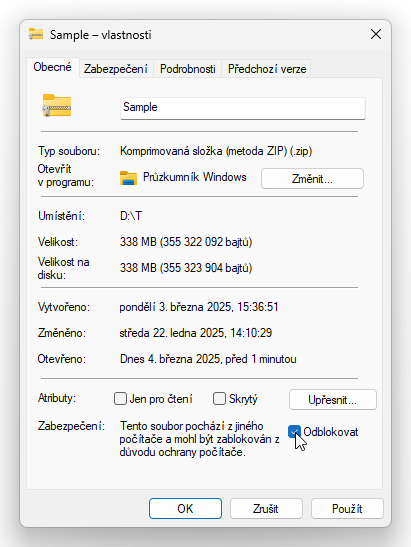 Sample – vlastnosti
Obecné Zabezpečení Podrobnosti Předchozí verze
Sample
Typ souboru: Komprimovaná složka (metoda ZIP) (.zip)
Otevřít v programu: Průzkumník Windows Změnit...
Umístění: D:\T
Velikost: 338 MB (355 322 092 bajtů)
Velikost na disku: 338 MB (355 323 904 bajtů)
Vytvořeno: pondělí 3. března 2025, 15:36:51
Změněno: středa 22. ledna 2025, 14:10:29
Otevřeno: Dnes 4. března 2025, před 1 minutou
Atributy: Jen pro čtení Skrytý Upřesnit...
Zabezpečení: Tento soubor pochází z jiného
počítače a mohl být zablokován z
důvodu ochrany počítače.
Odblokovat
OK Zrušit Použít